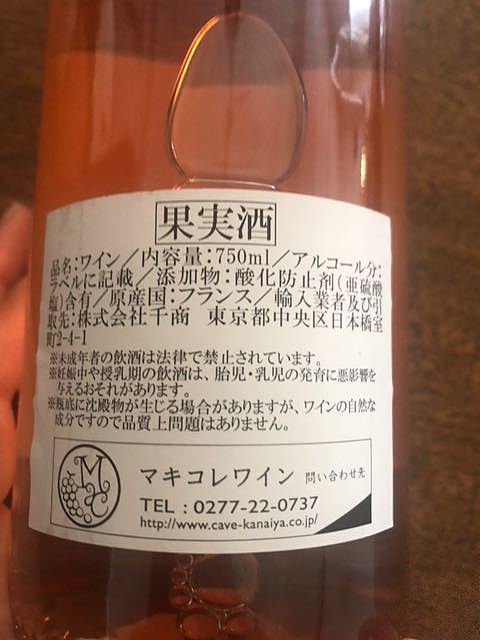 果実酒
品名:ワイン／内容量:750ml／アルコール分:
ラベルに記載／添加物:酸化防止剤(亜硫酸
塩)含有／原産国:フランス／輸入業者及び引
取先:株式会社千商 東京都中央区日本橋室
町2-4-1
※未成年者の飲酒は法律で禁止されています。
※妊娠中や授乳期の飲酒は、胎児・乳児の発育に悪影響を
与えるおそれがあります。
※瓶底に沈殿物が生じる場合がありますが、ワインの自然な
成分ですので品質上問題はありません。
MC
マキコレワイン 問い合わせ先
TEL : 0277-22-0737
http://www.cave-kanaiya.co.jp/